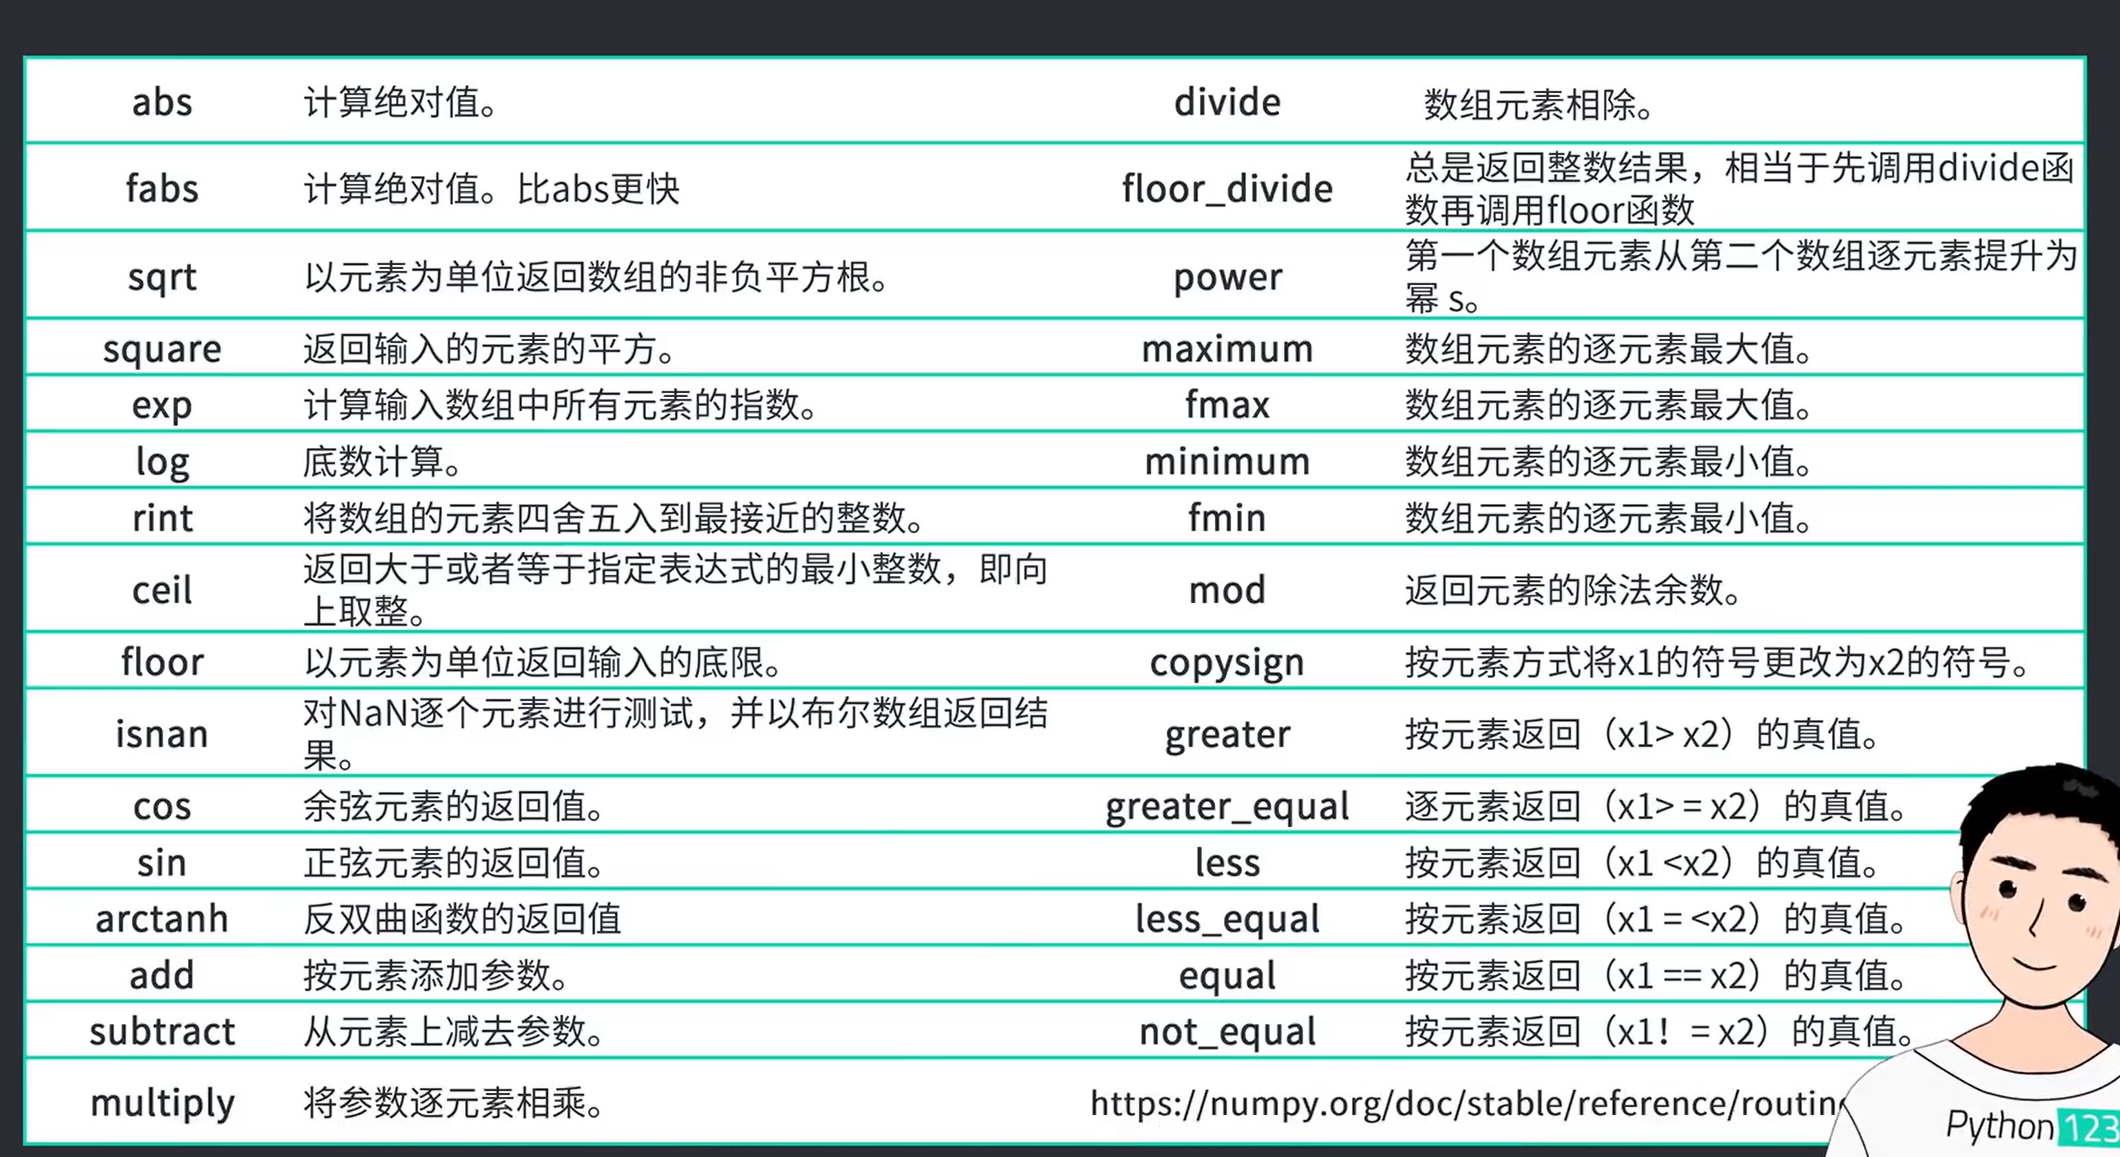 abs 计算绝对值。 divide 数组元素相除。
fabs 计算绝对值。比abs更快 floor_divide 总是返回整数结果，相当于先调用divide函
数再调用floor函数
sqrt 以元素为单位返回数组的非负平方根。 power 第一个数组元素从第二个数组逐元素提升为
幂 s。
square 返回输入的元素的平方。 maximum 数组元素的逐元素最大值。
exp 计算输入数组中所有元素的指数。 fmax 数组元素的逐元素最大值。
log 底数计算。 minimum 数组元素的逐元素最小值。
rint 将数组的元素四舍五入到最接近的整数。 fmin 数组元素的逐元素最小值。
ceil 返回大于或者等于指定表达式的最小整数，即向
上取整。 mod 返回元素的除法余数。
floor 以元素为单位返回输入的底限。 copysign 按元素方式将x1的符号更改为x2的符号。
isnan 对NaN逐个元素进行测试，并以布尔数组返回结
果。 greater 按元素返回（x1> x2）的真值。
cos 余弦元素的返回值。 greater_equal 逐元素返回（x1> = x2）的真值。
sin 正弦元素的返回值。 less 按元素返回（x1 <x2）的真值。
arctanh 反双曲函数的返回值 less_equal 按元素返回（x1 = <x2）的真值。
add 按元素添加参数。 equal 按元素返回（x1 == x2）的真值。
subtract 从元素上减去参数。 not_equal 按元素返回（x1！= x2）的真值。
multiply 将参数逐元素相乘。 https://numpy.org/doc/stable/reference/routin
Python 123